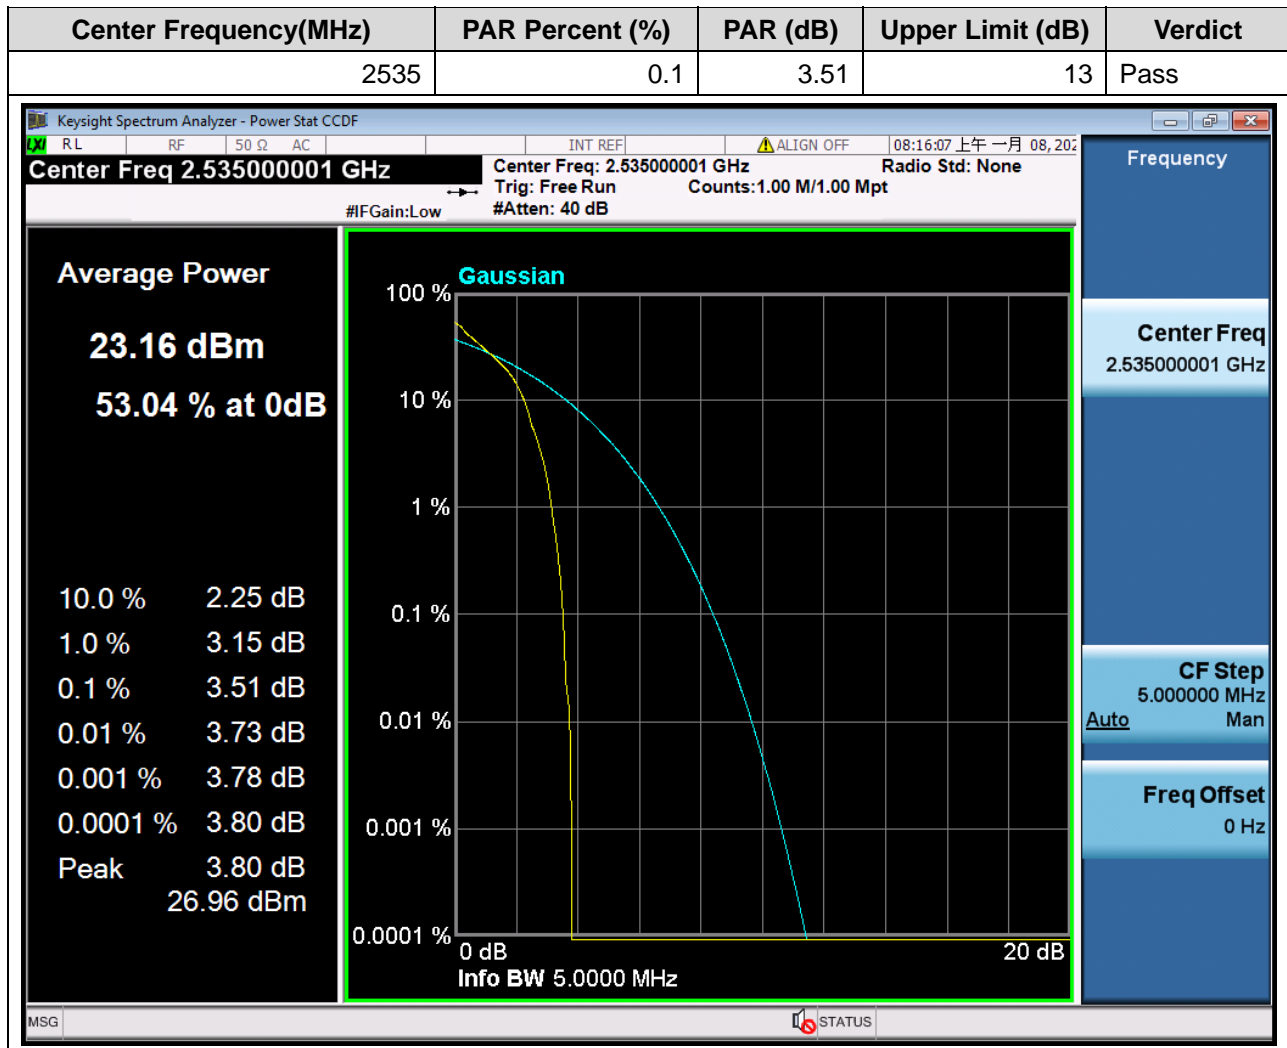 Center Frequency(MHz) PAR Percent (%) PAR (dB) Upper Limit (dB) Verdict
2535 0.1 3.51 13 Pass
Keysight Spectrum Analyzer - Power Stat CCDF
LXI RL RF 50 Ω AC INT REF ALIGN OFF 08:16:07 上午 一月 08, 202
Center Freq 2.535000001 GHz
Center Freq: 2.535000001 GHz Radio Std: None
Trig: Free Run Counts:1.00 M/1.00 Mpt
#IFGain:Low #Atten: 40 dB
Frequency
Average Power
23.16 dBm
53.04 % at 0dB
10.0 % 2.25 dB
1.0 % 3.15 dB
0.1 % 3.51 dB
0.01 % 3.73 dB
0.001 % 3.78 dB
0.0001 % 3.80 dB
Peak 3.80 dB
26.96 dBm
Gaussian
100 %
10 %
1 %
0.1 %
0.01 %
0.001 %
0.0001 %
0 dB 20 dB
Info BW 5.0000 MHz
Center Freq
2.535000001 GHz
CF Step
5.000000 MHz
Auto Man
Freq Offset
0 Hz
MSG STATUS